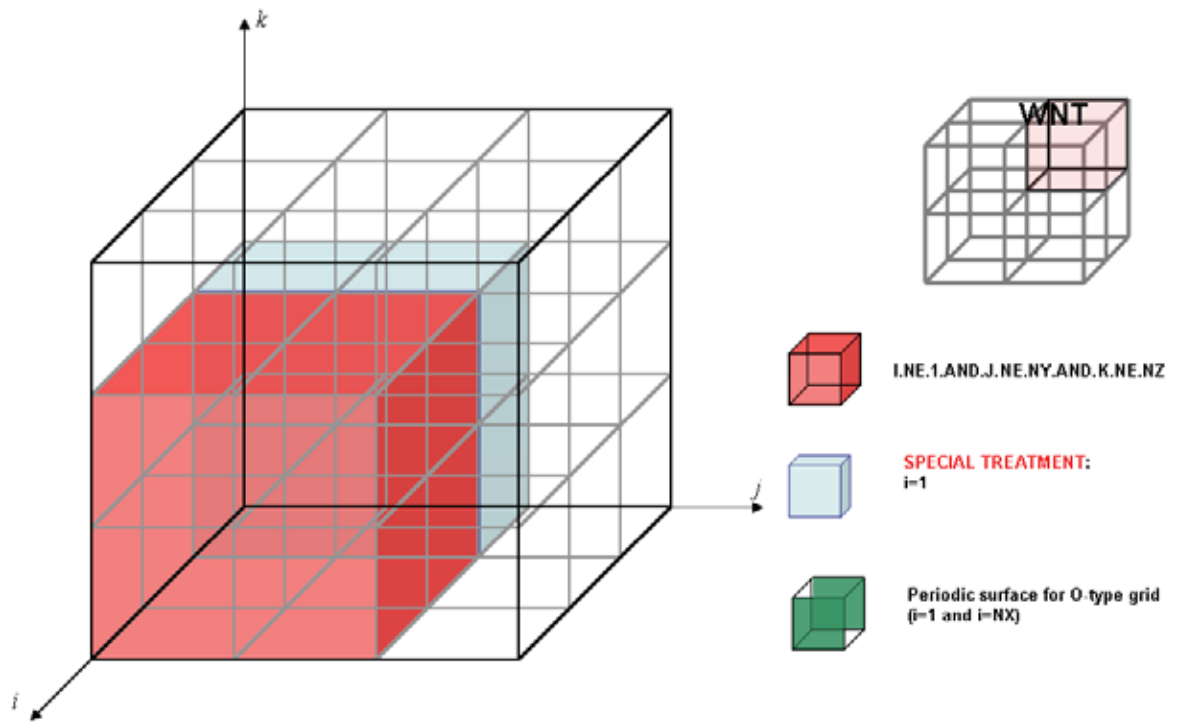 k
WNT
I.NE.1.AND.J.NE.NY.AND.K.NE.NZ
SPECIAL TREATMENT:
i=1
j
Periodic surface for O-type grid
(i=1 and i=NX)
i